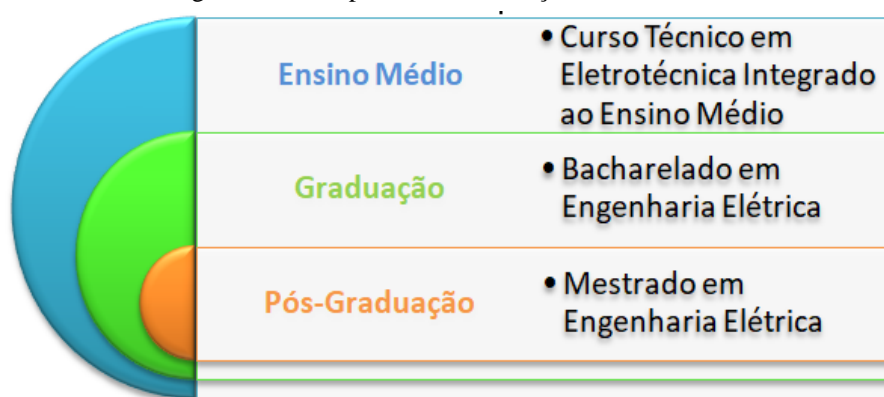 Ensino Médio
• Curso Técnico em
Eletrotécnica Integrado
ao Ensino Médio
Graduação
• Bacharelado em
Engenharia Elétrica
Pós-Graduação
• Mestrado em
Engenharia Elétrica